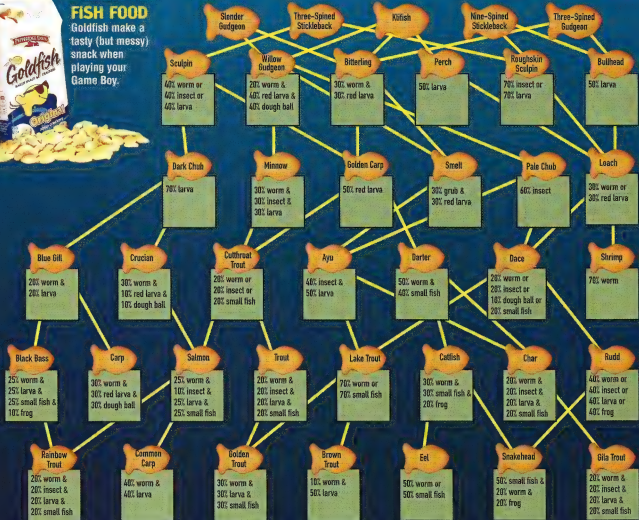 FiSH FOOD
Goldfish make a
tasty (but messy)
snack when
playing your
Game Boy.
PEPPERIDGE FARM
Goldfish
Original
Slender
Gudgeon
Three-Spined
Stickleback
Klifish
Nine-Spined
Stickleback
Three-Spined
Gudgeon
Sculpin
40% worm or
40% insect or
40% larva
Willow
Gudgeon
20% worm &
40% red larva &
40% dough ball
Bitterling
30% worm &
30% red larva
Perch
50% larva
Roughskin
Sculpin
70% insect or
70% larva
Bullhead
50% larva
Dark Chub
70% larva
Minnow
30% worm &
30% insect &
30% larva
Golden Carp
50% red larva
Smelt
30% grub &
30% red larva
Pale Chub
60% insect
Loach
30% worm or
30% red larva
Blue Gill
20% worm &
20% larva
Crucian
30% worm &
10% red larva &
10% dough ball
Cutthroat
Trout
20% worm or
20% insect or
20% small fish
Ayu
40% insect &
50% larva
Darter
50% worm &
40% small fish
Dace
20% worm or
20% insect or
10% dough ball or
20% small fish
Shrimp
70% worm
Black Bass
25% worm &
25% larva &
25% small fish &
10% frog
Carp
30% worm &
30% red larva &
30% dough ball
Salmon
25% worm &
10% insect &
25% larva &
25% small fish
Trout
20% worm &
20% insect &
20% larva &
20% small fish
Lake Trout
70% worm or
70% small fish
Catfish
30% worm &
30% small fish &
20% frog
Char
20% worm &
20% insect &
20% larva &
20% small fish
Rudd
40% worm or
40% insect or
40% larva or
40% frog
Rainbow
Trout
20% worm &
20% insect &
20% larva &
20% small fish
Common
Carp
40% worm &
40% larva
Golden
Trout
30% worm &
30% larva &
30% small fish
Brown
Trout
10% worm &
50% larva
Eel
50% worm or
50% small fish
Snakehead
50% small fish &
20% worm &
20% frog
Gila Trout
20% worm &
20% insect &
20% larva &
20% small fish